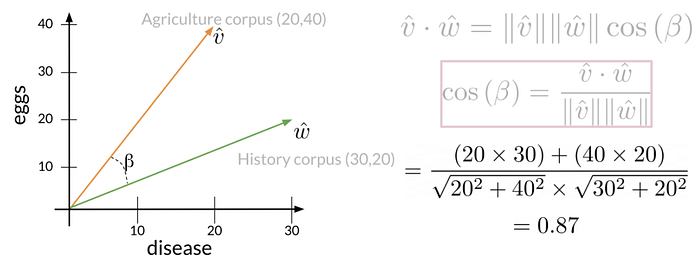 Agriculture corpus (20,40)
40
v̂
30
eggs
20
ŵ
β
History corpus (30,20)
10
10
20
30
disease
v̂ · ŵ = ‖v̂‖‖ŵ‖ cos (β)
cos (β) = v̂ · ŵ / ‖v̂‖‖ŵ‖
= (20 × 30) + (40 × 20) / √20² + 40² × √30² + 20²
= 0.87